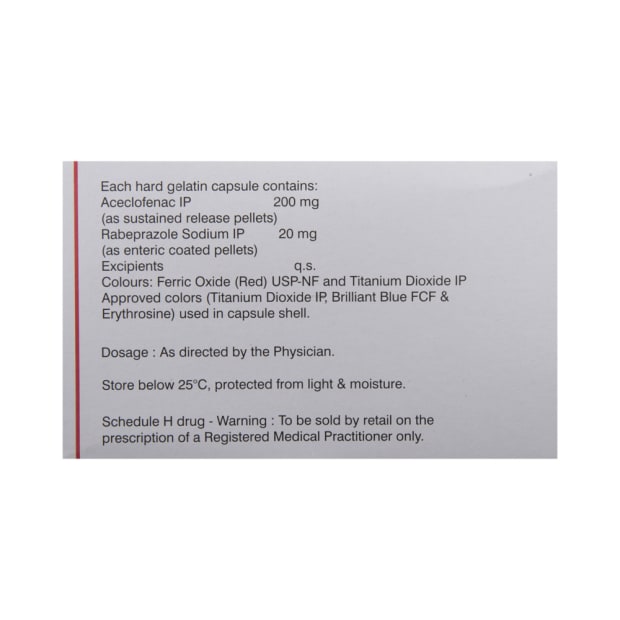 Each hard gelatin capsule contains:
Aceclofenac IP 200 mg
(as sustained release pellets)
Rabeprazole Sodium IP 20 mg
(as enteric coated pellets)
Excipients q.s.
Colours: Ferric Oxide (Red) USP-NF and Titanium Dioxide IP
Approved colors (Titanium Dioxide IP, Brilliant Blue FCF &
Erythrosine) used in capsule shell.
Dosage : As directed by the Physician.
Store below 25°C, protected from light & moisture.
Schedule H drug - Warning : To be sold by retail on the
prescription of a Registered Medical Practitioner only.